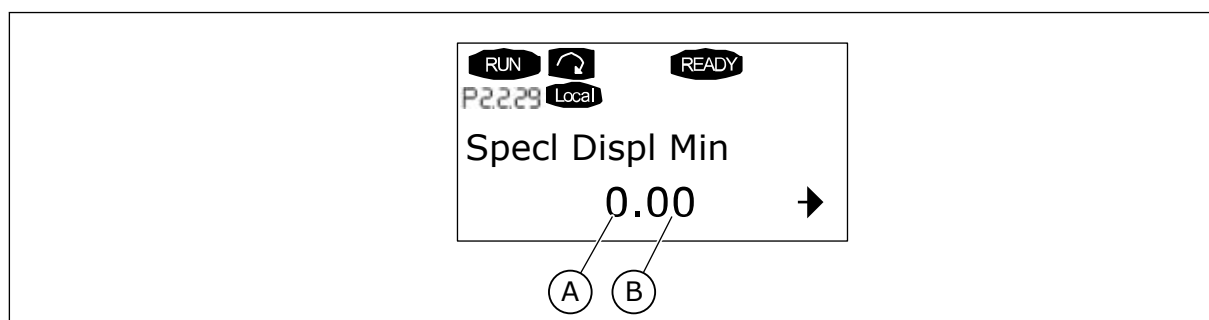 RUN READY
P2.2.29 Local
Specl Displ Min
0.00
A B